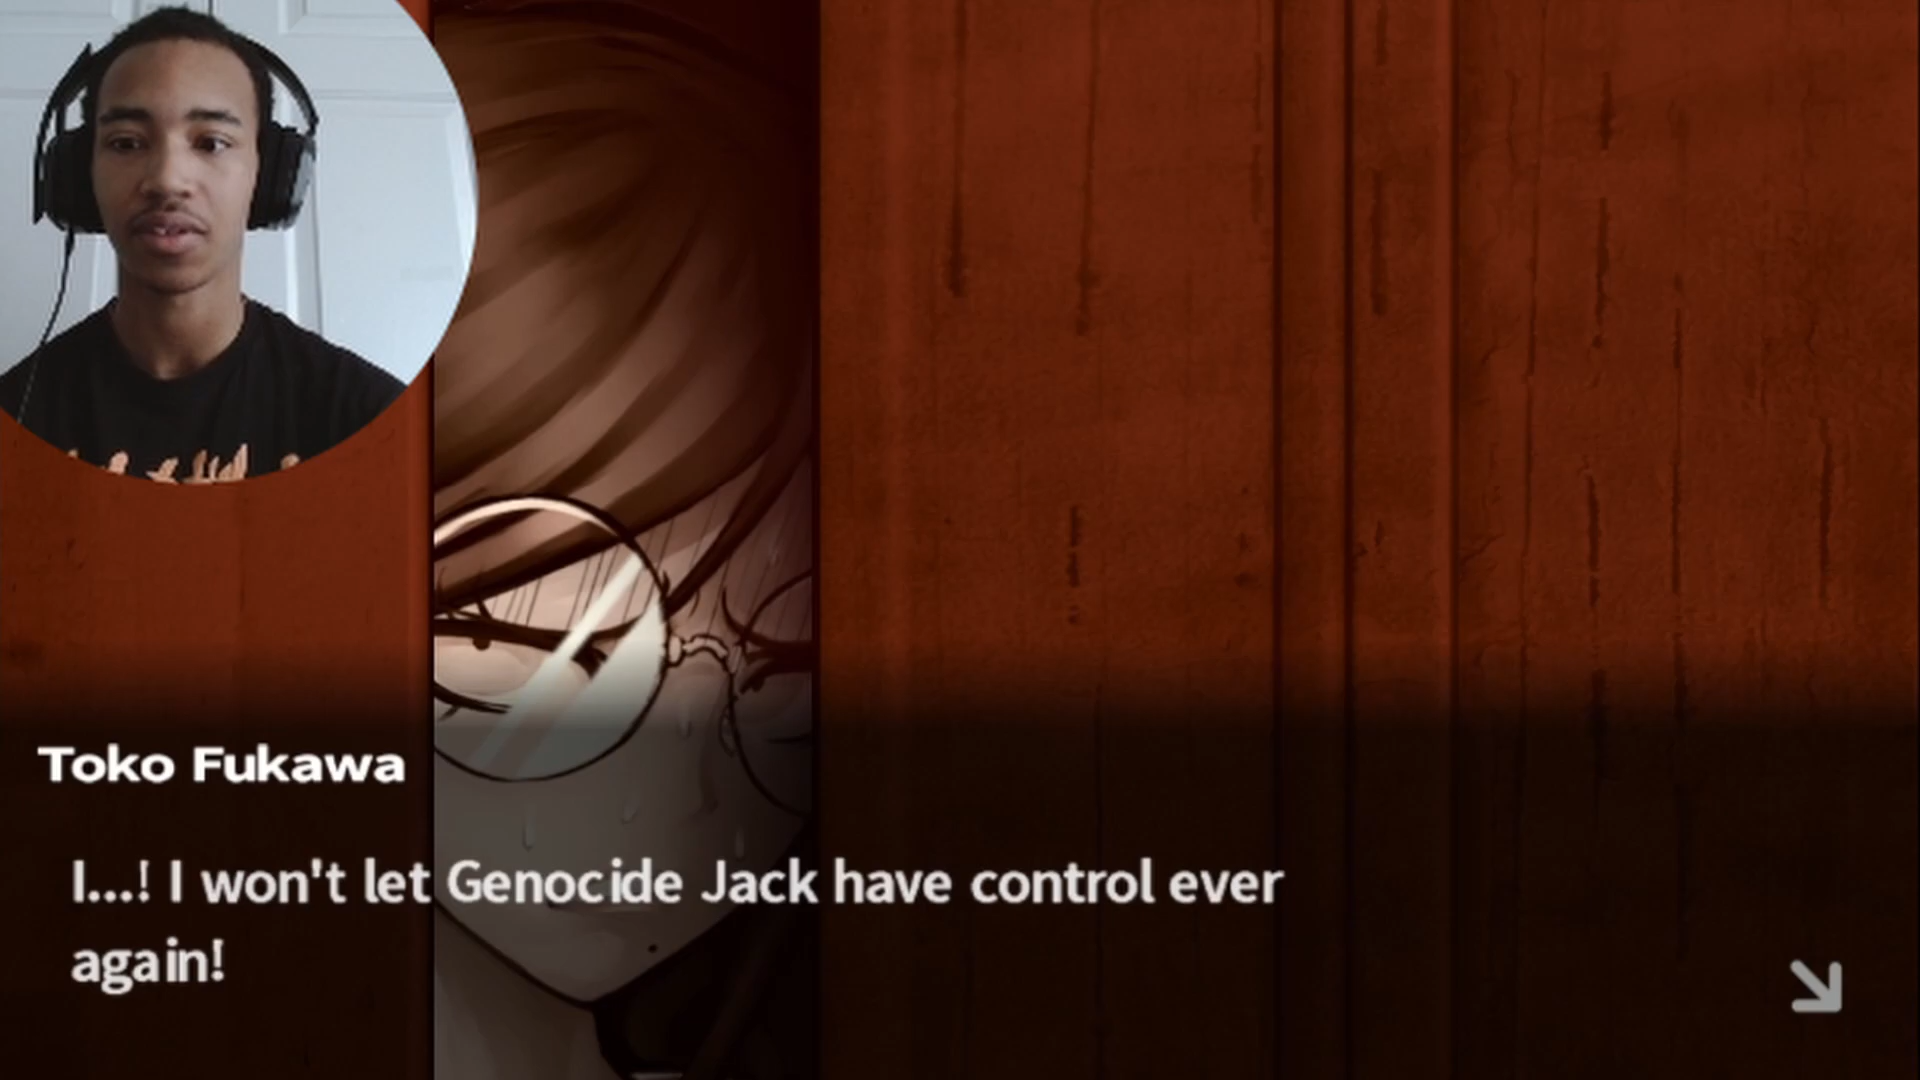 Toko Fukawa
I...! I won't let Genocide Jack have control ever
again!